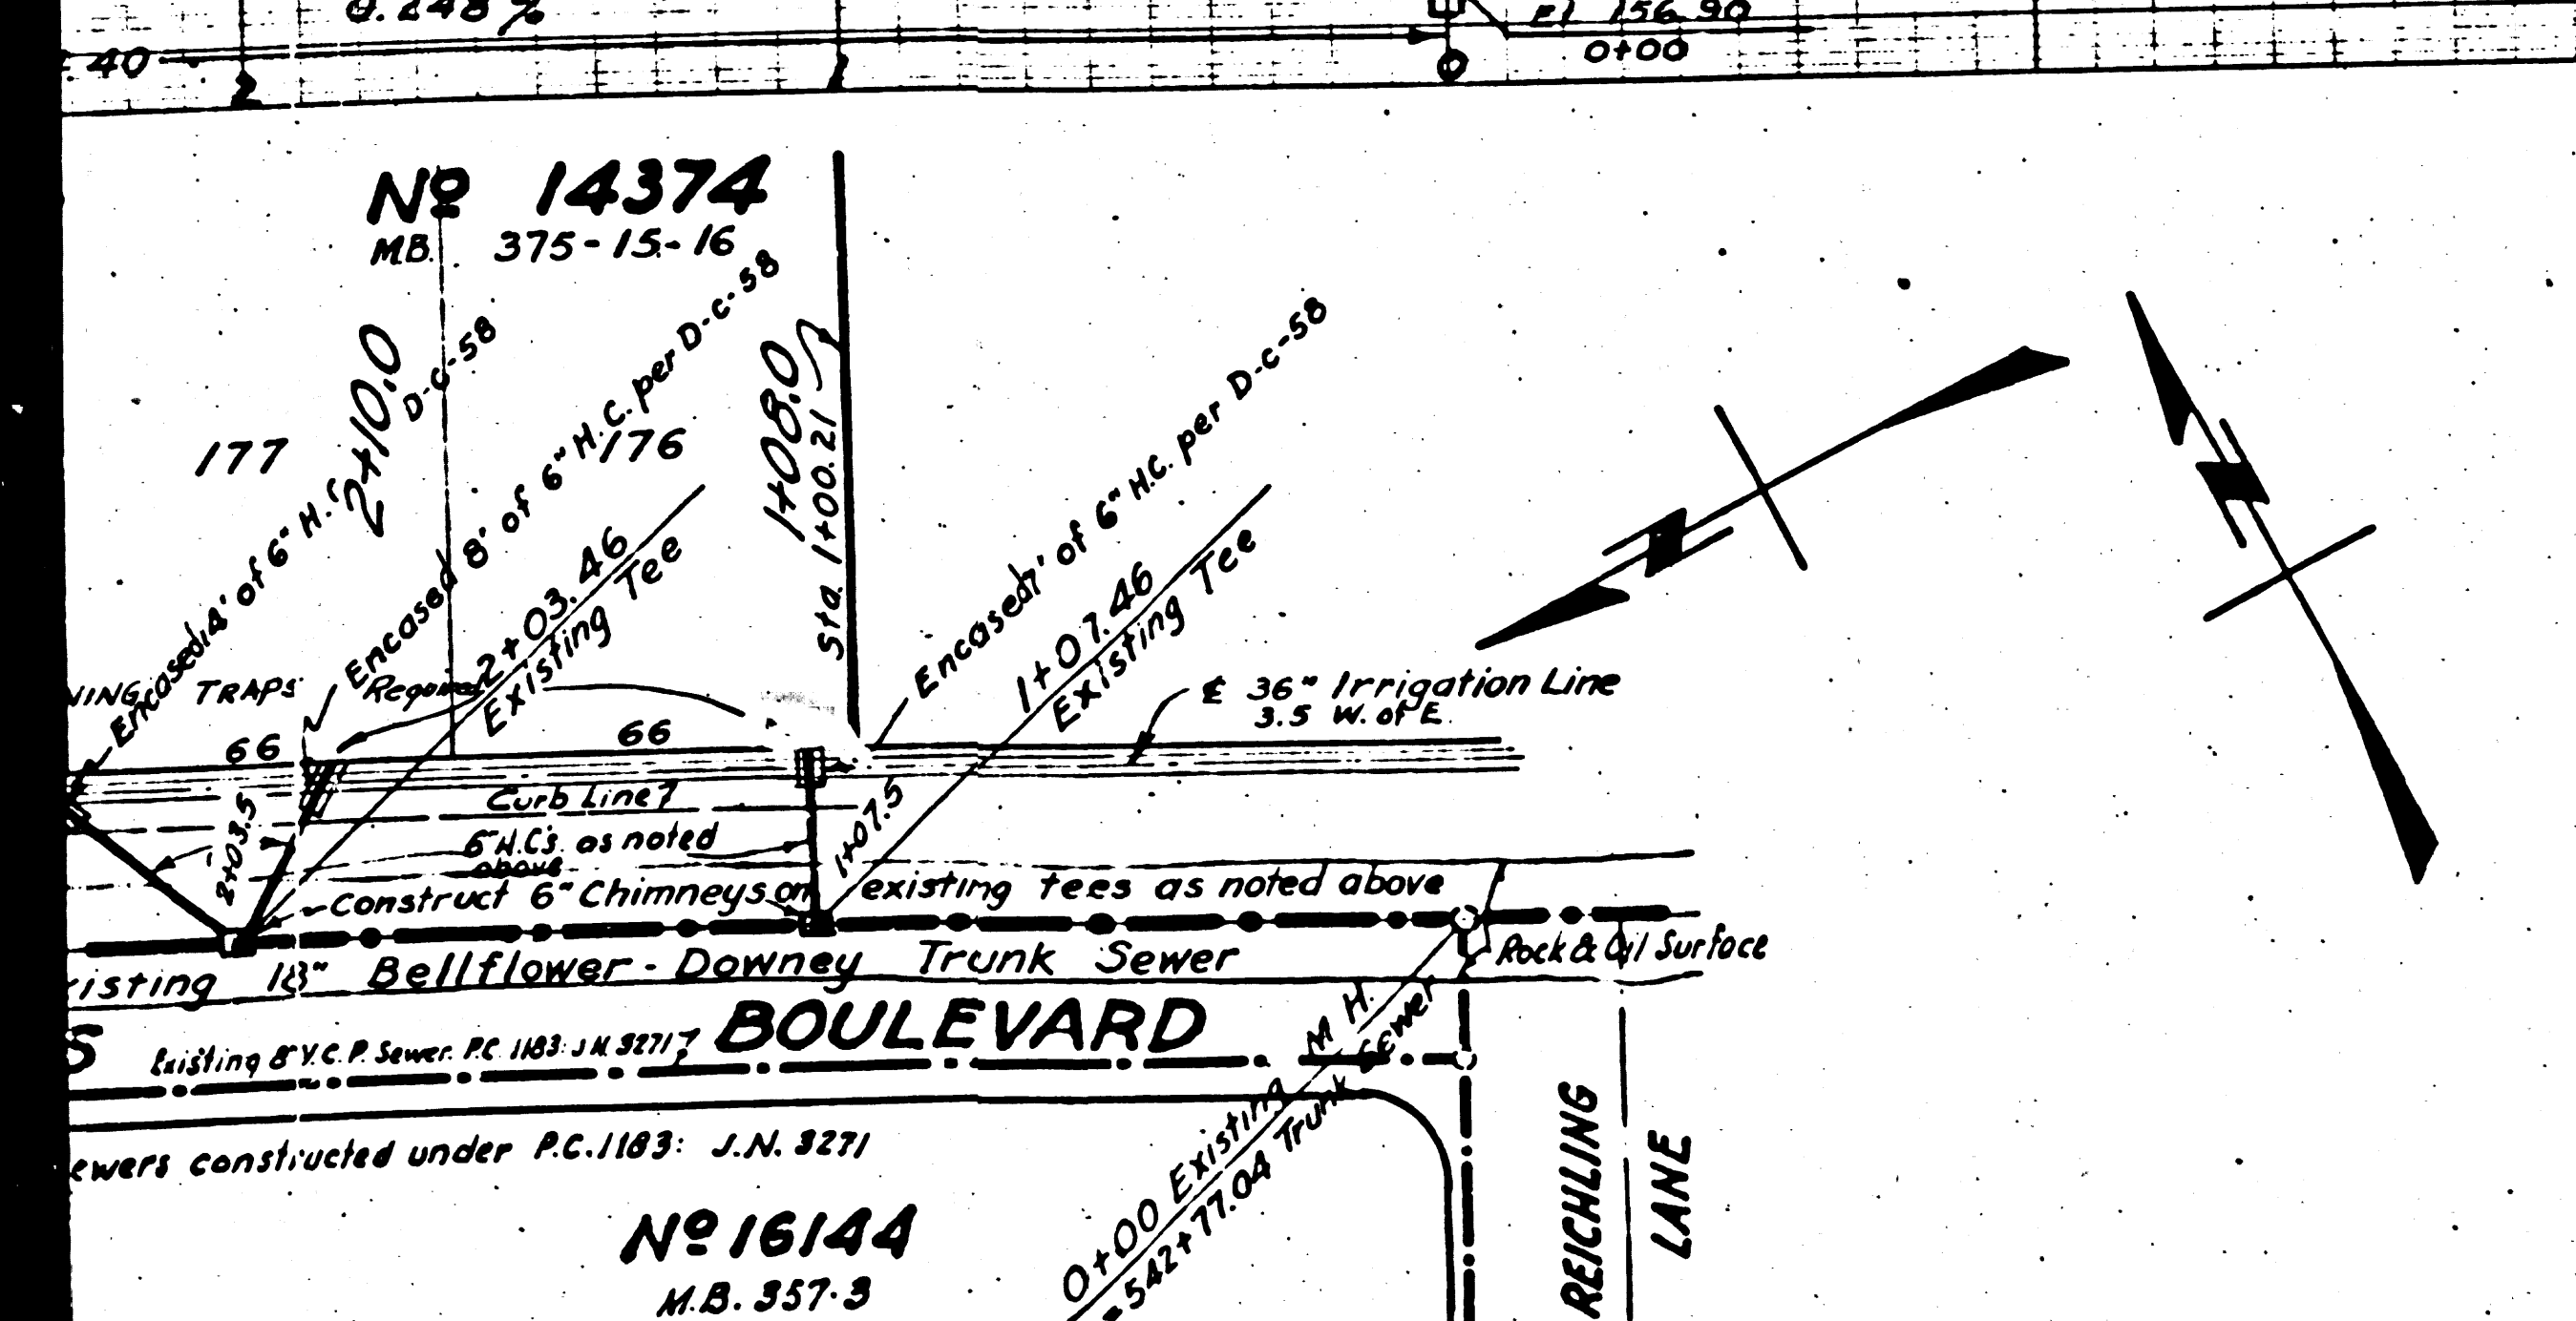 0.248%
El 156.90
0+00
40
2
1
0
Nº 14374
M.B. 375-15-16
177
176
2+10.0
D-c-58
Encased 4' of 6" H.C.
Encased 8' of 6" H.C. per D-c-58
2+03.46
Existing Tee
1+08.0
Sta. 1+00.21
Encased 7' of 6" H.C. per D-c-58
1+07.46
Existing Tee
℄ 36" Irrigation Line
3.5 W. of E.
NING TRAPS Required
66
66
Curb Line
2+03.5
1+07.5
6" H.C's. as noted
above
Construct 6" Chimneys on existing tees as noted above
risting 18" Bellflower - Downey Trunk Sewer
Rock & Oil Surface
S BOULEVARD
Existing 8" V.C.P. Sewer. P.C. 1183: J.N. 3271
ewers constructed under P.C. 1183: J.N. 3271
0+00 Existing M.H.
=542+77.04 Trunk Sewer
REICHLING
LANE
Nº 16144
M.B. 357-3